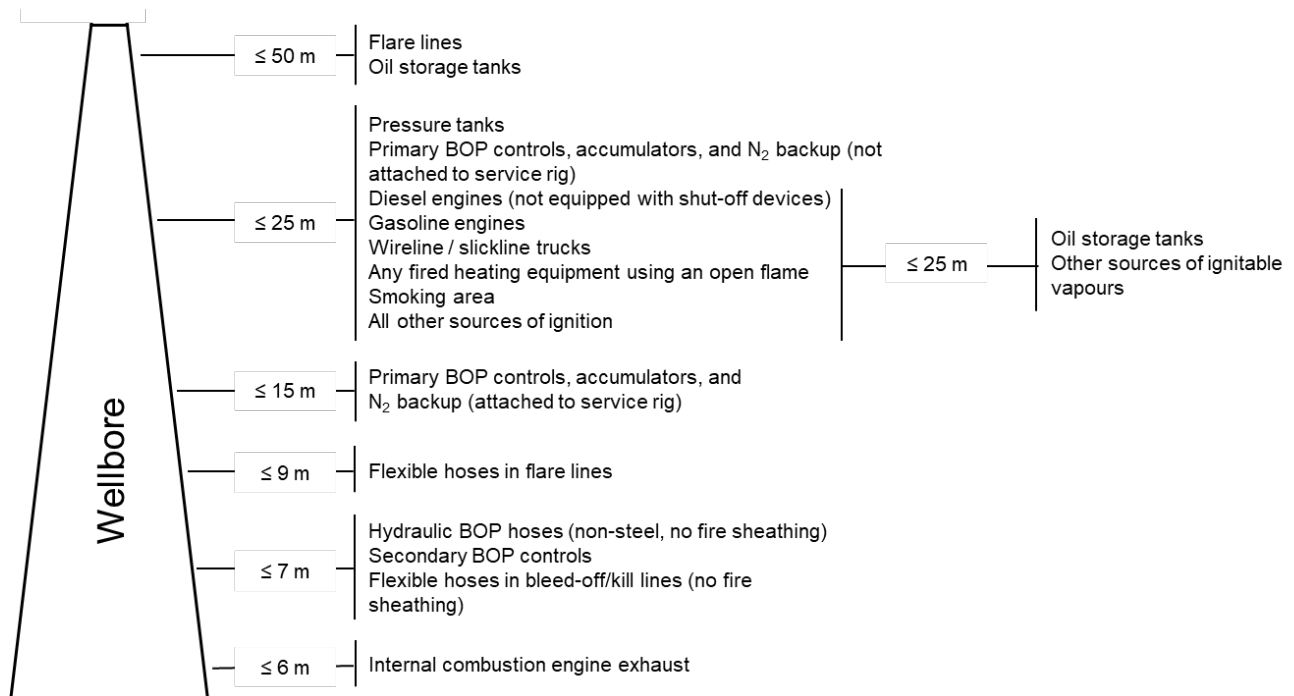 ≤ 50 m
Flare lines
Oil storage tanks
≤ 25 m
Pressure tanks
Primary BOP controls, accumulators, and N₂ backup (not
attached to service rig)
Diesel engines (not equipped with shut-off devices)
Gasoline engines
Wireline / slickline trucks
Any fired heating equipment using an open flame
Smoking area
All other sources of ignition
≤ 25 m
Oil storage tanks
Other sources of ignitable
vapours
≤ 15 m
Primary BOP controls, accumulators, and
N₂ backup (attached to service rig)
Wellbore
≤ 9 m
Flexible hoses in flare lines
≤ 7 m
Hydraulic BOP hoses (non-steel, no fire sheathing)
Secondary BOP controls
Flexible hoses in bleed-off/kill lines (no fire
sheathing)
≤ 6 m
Internal combustion engine exhaust